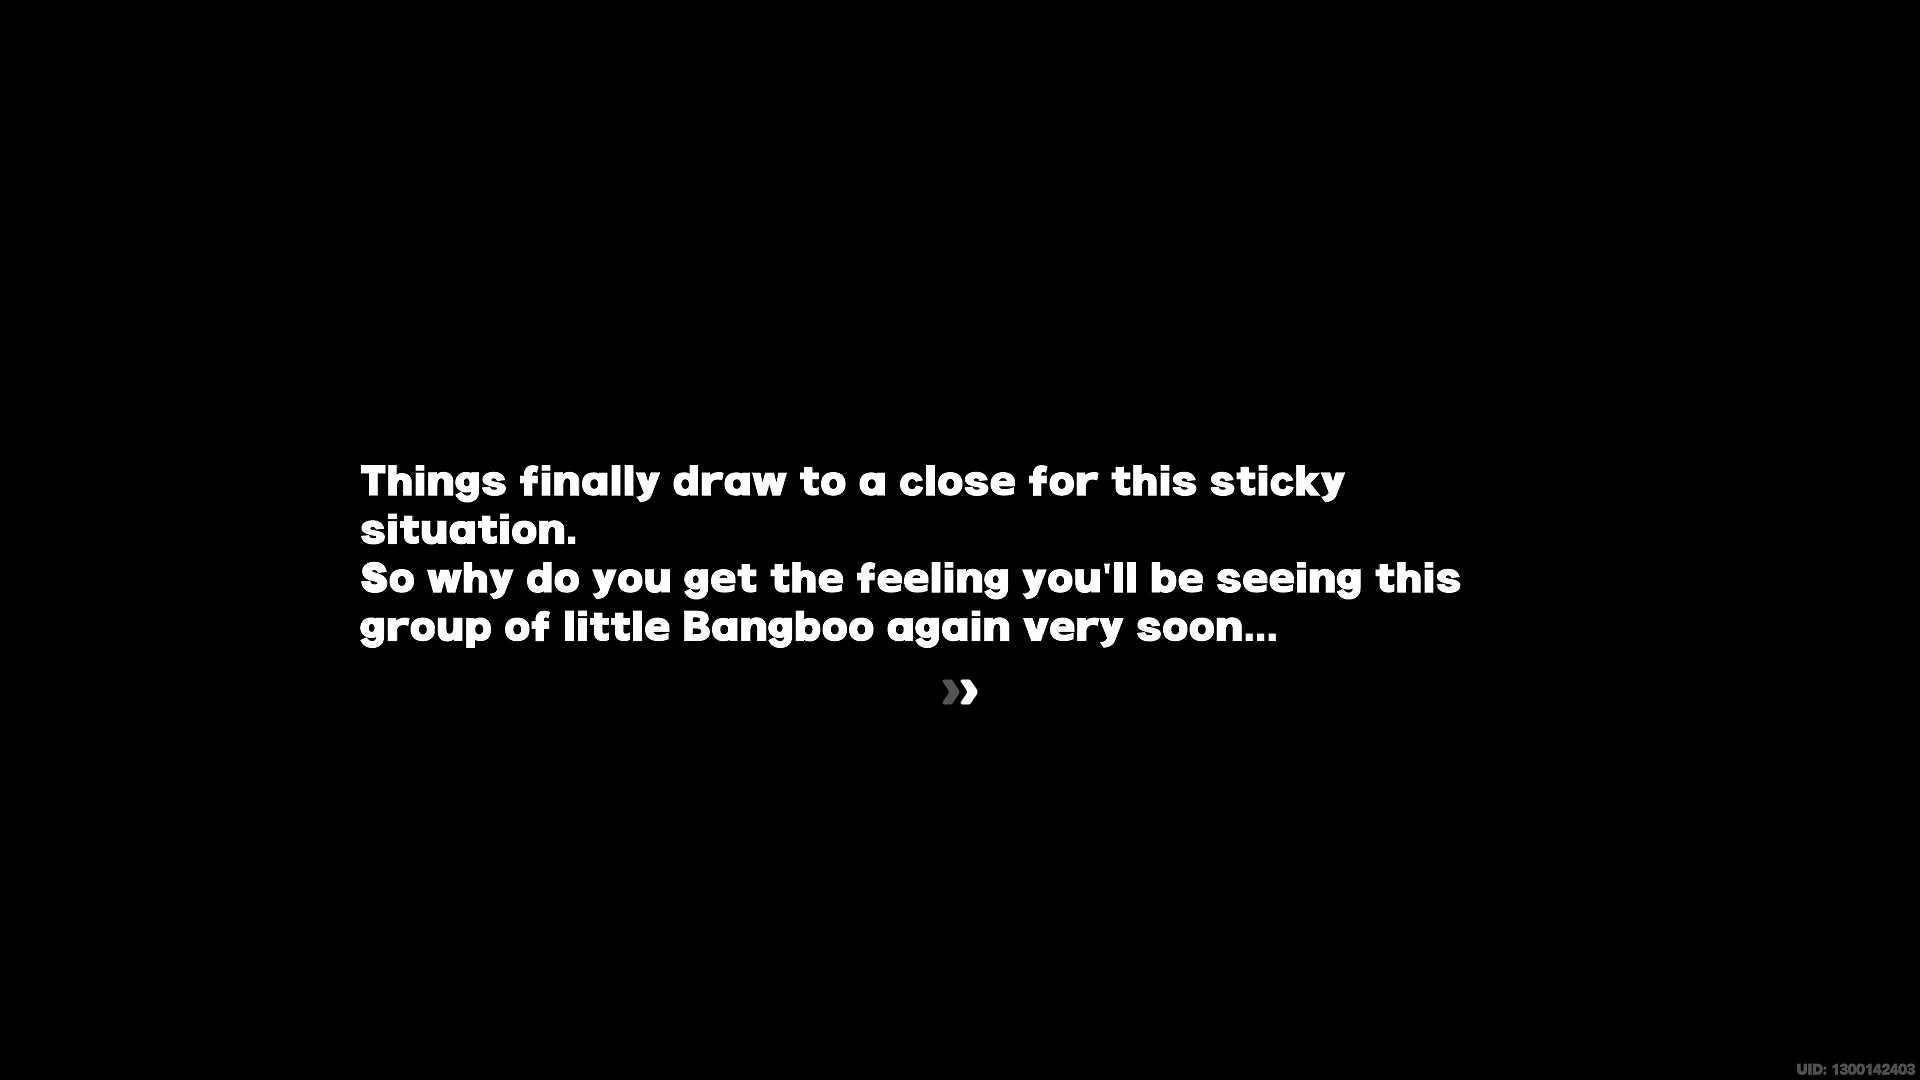 Things finally draw to a close for this sticky
situation.
So why do you get the feeling you'll be seeing this
group of little Bangboo again very soon...
UID: 1300142403